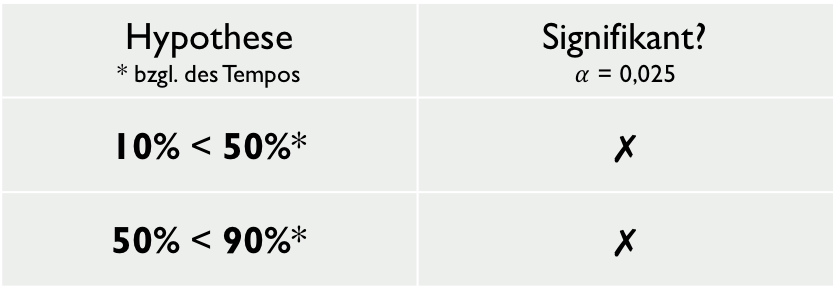 Hypothese
* bzgl. des Tempos
Signifikant?
α = 0,025
10% < 50%*
✗
50% < 90%*
✗